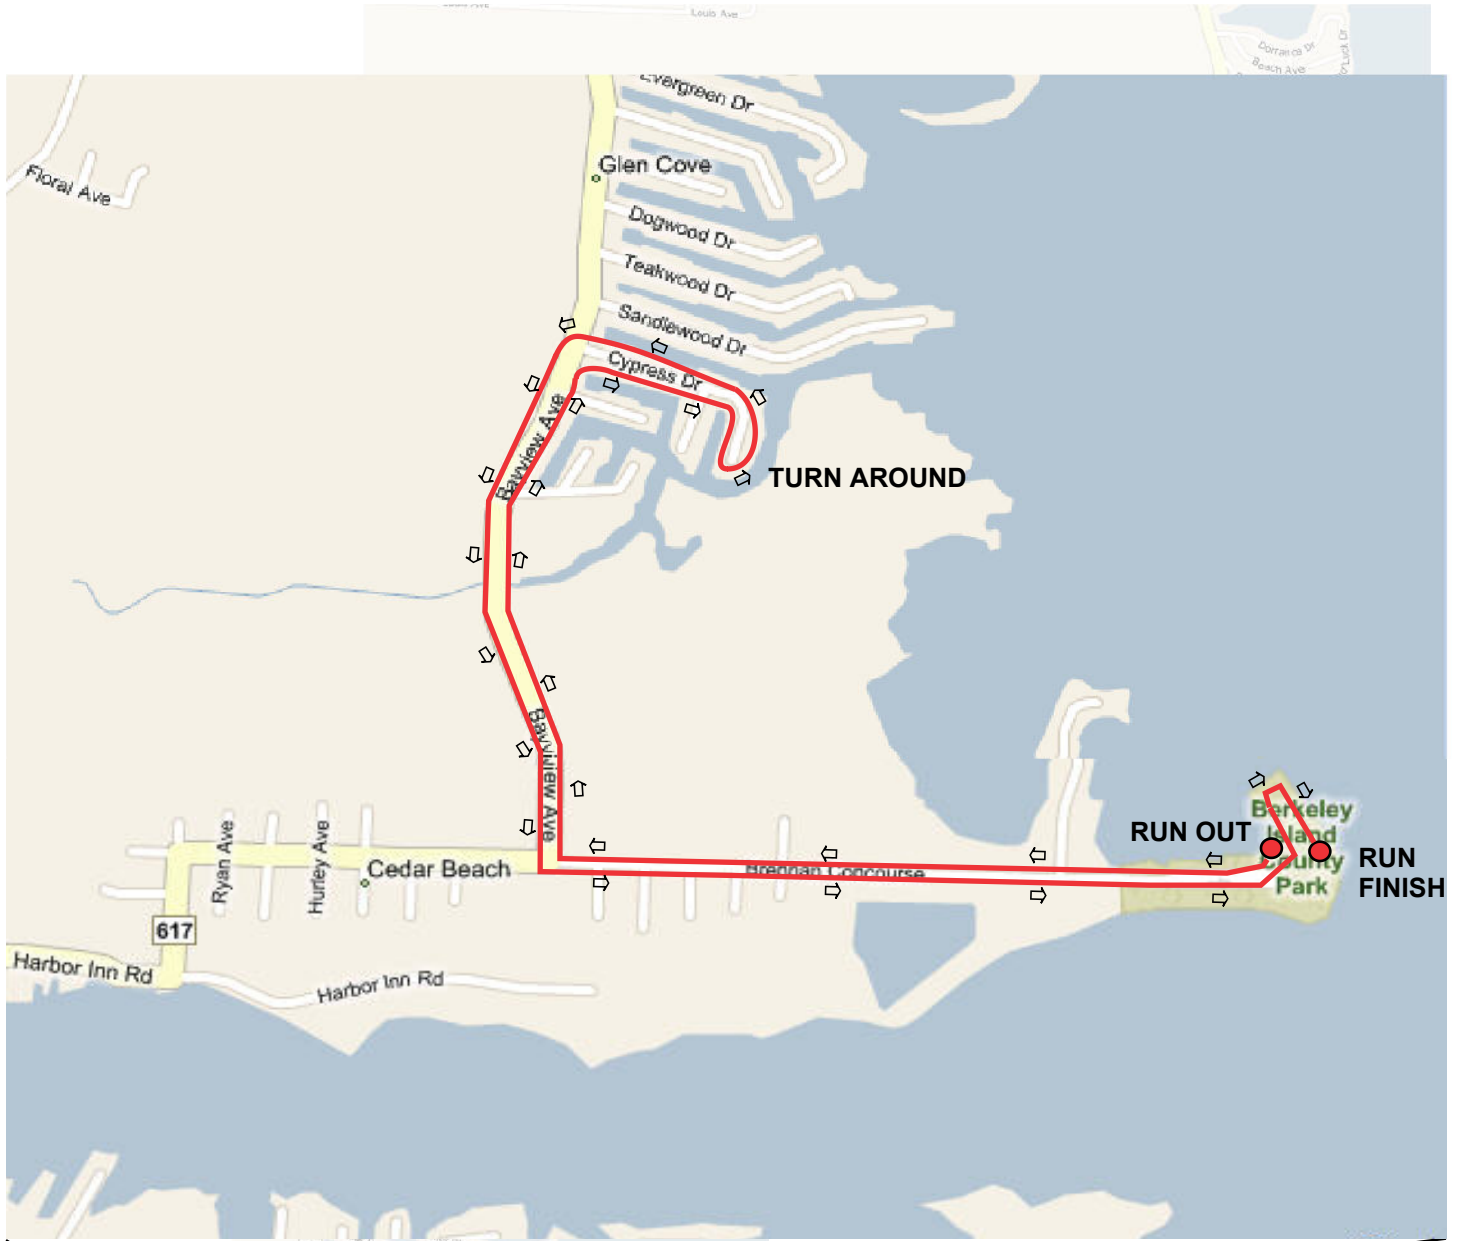 Louis Ave
Louis Ave
Dorrance Dr
Beach Ave
Evergreen Dr
Glen Cove
Floral Ave
Dogwood Dr
Teakwood Dr
Sandlewood Dr
Cypress Dr
Bayview Ave
TURN AROUND
Bayview Ave
Berkeley
Island
County
Park
RUN OUT
RUN
FINISH
Ryan Ave
Hurley Ave
Cedar Beach
Brennan Concourse
617
Harbor Inn Rd
Harbor Inn Rd